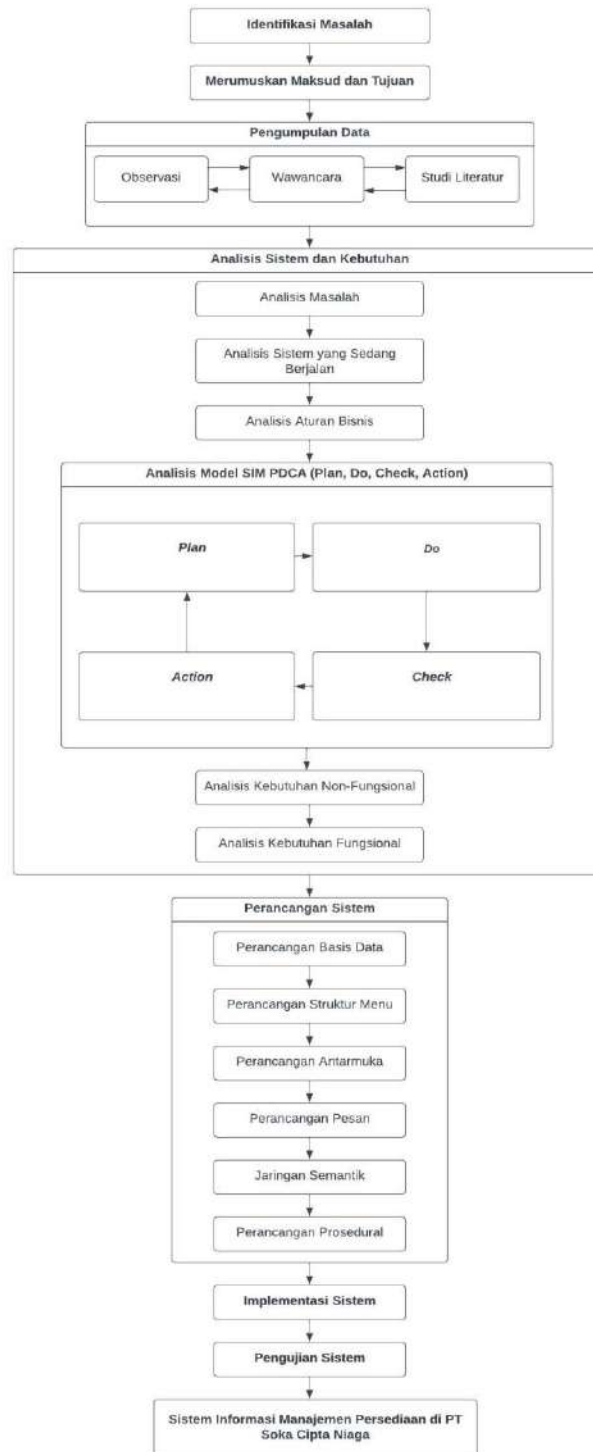 Identifikasi Masalah
Merumuskan Maksud dan Tujuan
Pengumpulan Data
Observasi
Wawancara
Studi Literatur
Analisis Sistem dan Kebutuhan
Analisis Masalah
Analisis Sistem yang Sedang
Berjalan
Analisis Aturan Bisnis
Analisis Model SIM PDCA (Plan, Do, Check, Action)
Plan
Do
Action
Check
Analisis Kebutuhan Non-Fungsional
Analisis Kebutuhan Fungsional
Perancangan Sistem
Perancangan Basis Data
Perancangan Struktur Menu
Perancangan Antarmuka
Perancangan Pesan
Jaringan Semantik
Perancangan Prosedural
Implementasi Sistem
Pengujian Sistem
Sistem Informasi Manajemen Persediaan di PT
Soka Cipta Niaga